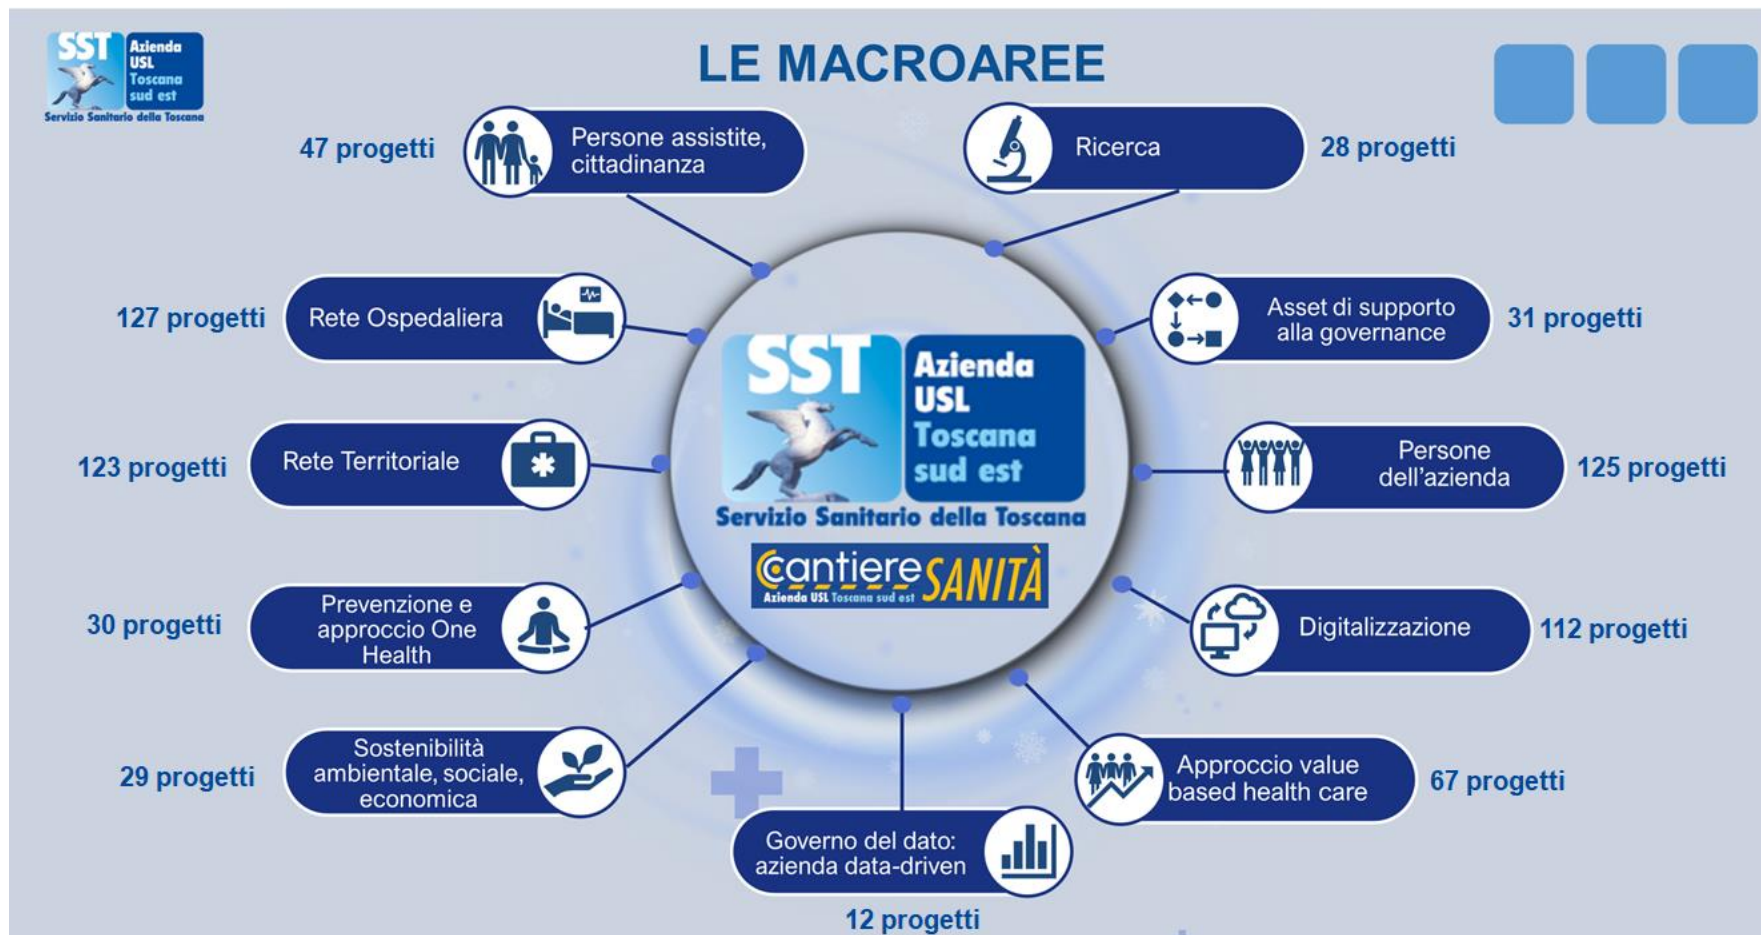 LE MACROAREE
SST
Azienda
USL
Toscana
sud est
Servizio Sanitario della Toscana
47 progetti
Persone assistite,
cittadinanza
Ricerca
28 progetti
127 progetti
Rete Ospedaliera
Asset di supporto
alla governance
31 progetti
123 progetti
Rete Territoriale
SST
Azienda
USL
Toscana
sud est
Servizio Sanitario della Toscana
cantiere SANITÀ
Azienda USL Toscana sud est
Persone
dell'azienda
125 progetti
30 progetti
Prevenzione e
approccio One
Health
Digitalizzazione
112 progetti
29 progetti
Sostenibilità
ambientale, sociale,
economica
Approccio value
based health care
67 progetti
Governo del dato:
azienda data-driven
12 progetti